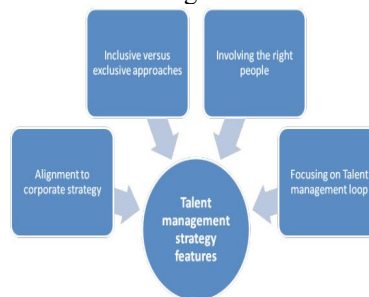 Inclusive versus
exclusive approaches
Involving the right
people
Alignment to
corporate strategy
Focusing on Talent
management loop
Talent
management
strategy
features